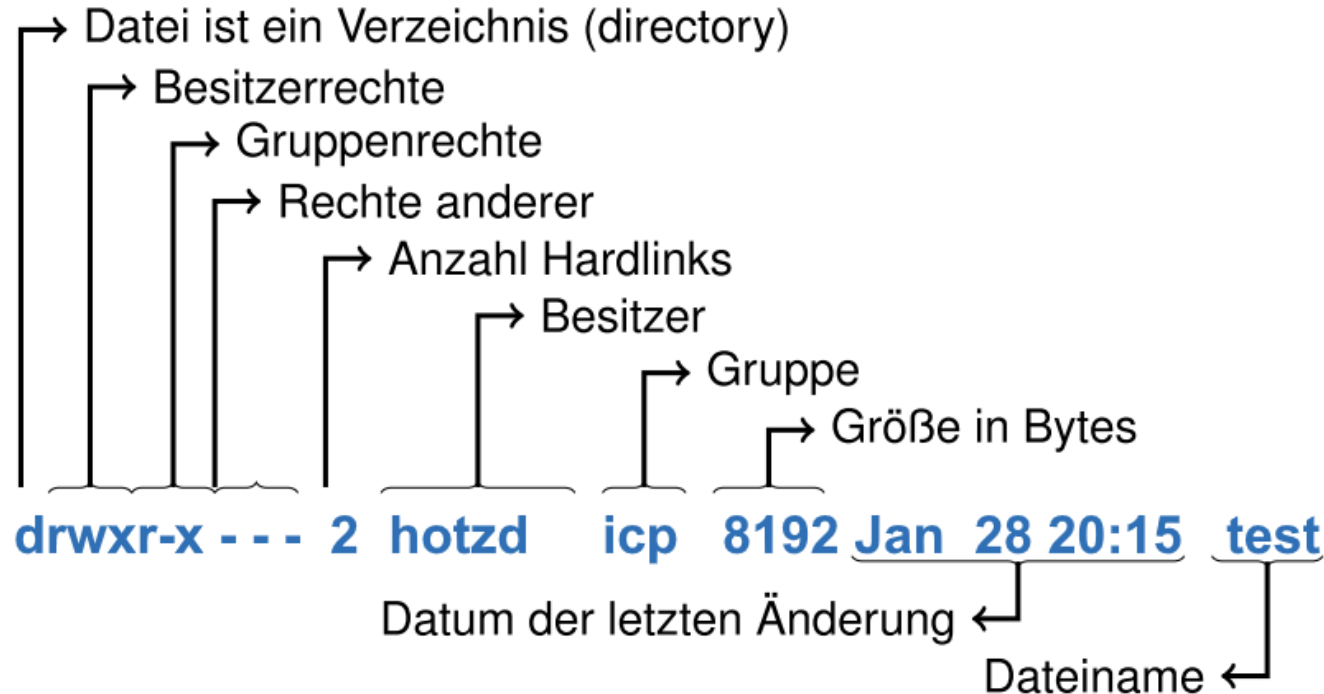 Datei ist ein Verzeichnis (directory)
Besitzerrechte
Gruppenrechte
Rechte anderer
Anzahl Hardlinks
Besitzer
Gruppe
Größe in Bytes
drwxr-x - - - 2 hotzd icp 8192 Jan 28 20:15 test
Datum der letzten Änderung
Dateiname